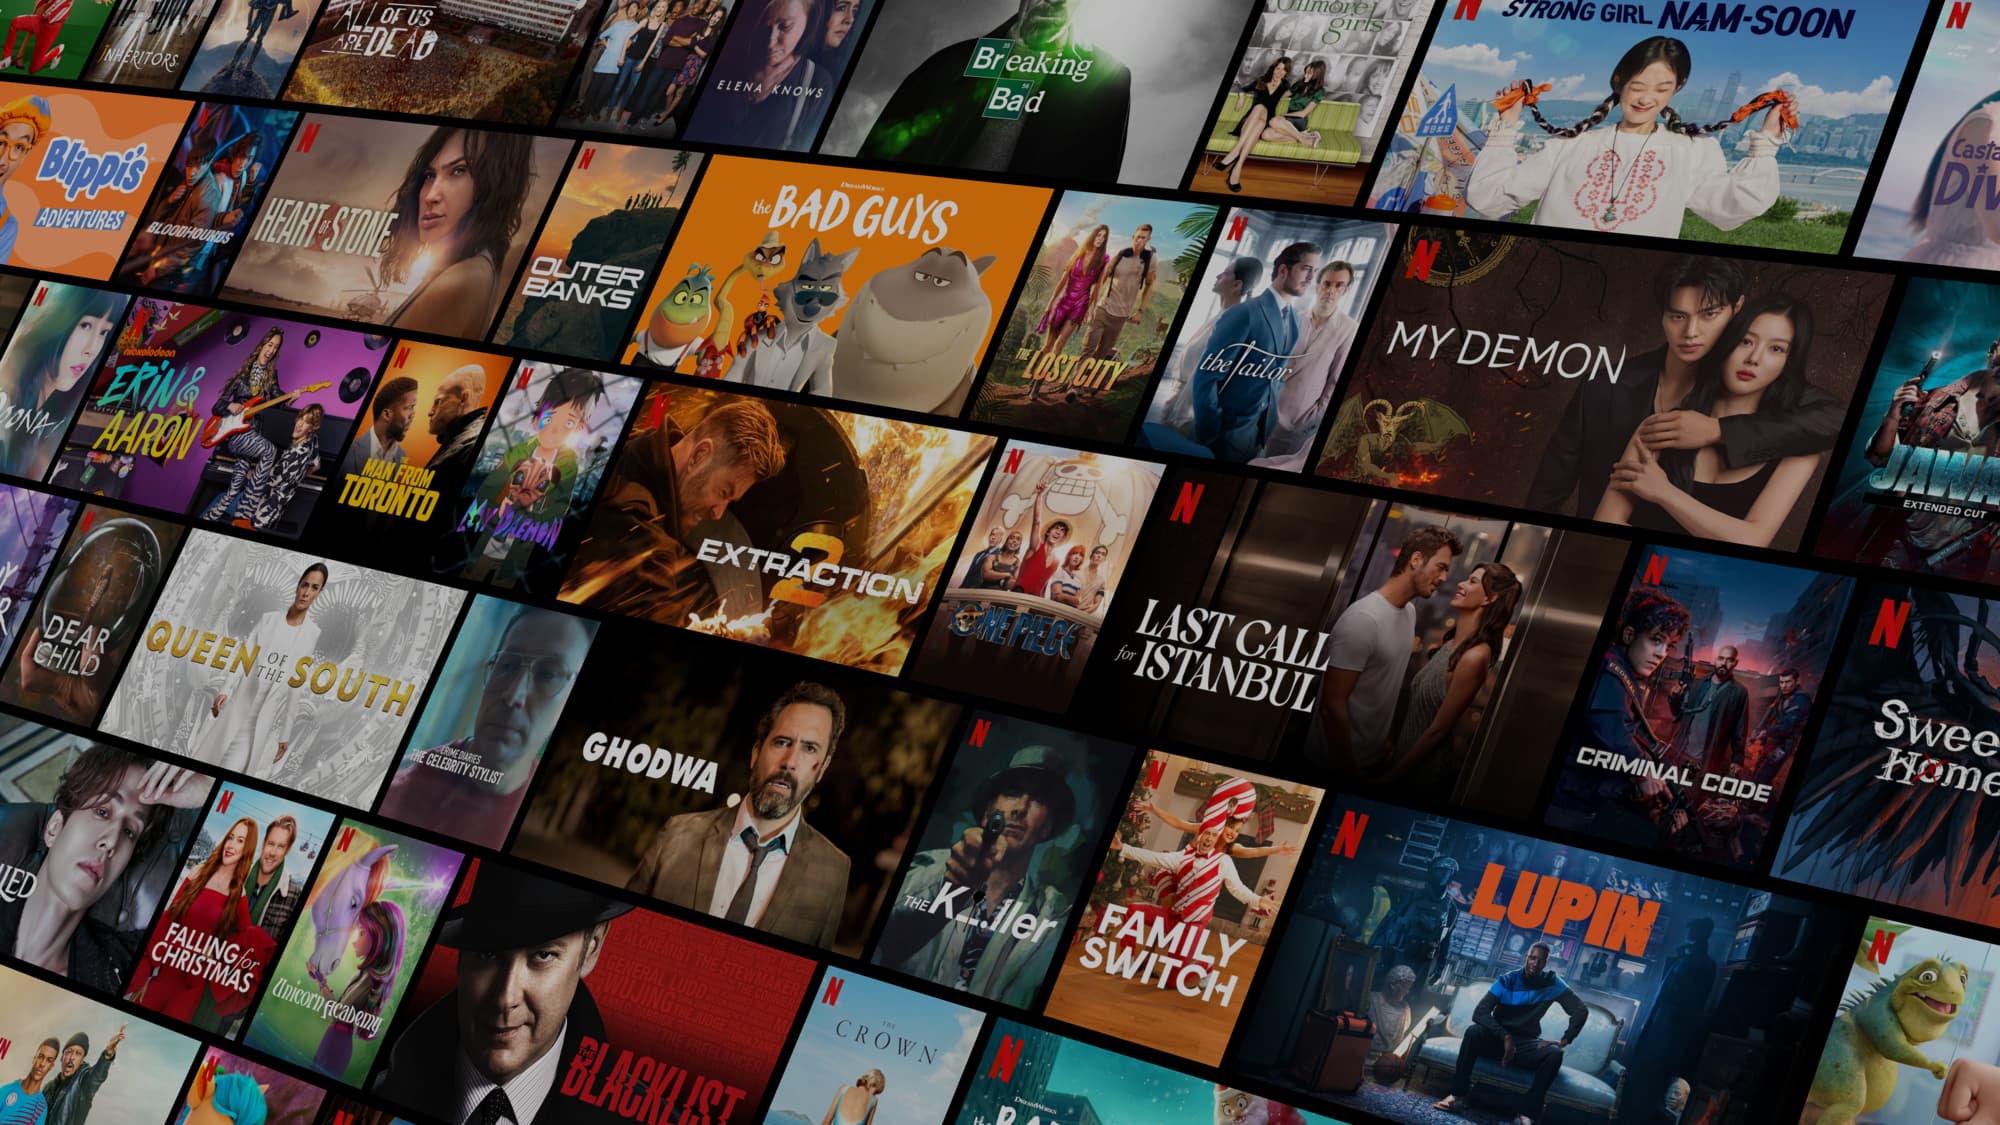 INHERITORS
ALL OF US
ARE DEAD
ELENA KNOWS
Breaking
Bad
Gilmore
girls
STRONG GIRL NAM-SOON
N
N
Blippi's
ADVENTURES
N
BLOODHOUNDS
N
HEART OF STONE
N
OUTER
BANKS
DREAMWORKS
the BAD GUYS
THE LOST CITY
N
the Tailor
N
MY DEMON
N
nickelodeon
ERIN &
AARON
N
MAN FROM
TORONTO
N
MY DAEMON
N
EXTRACTION
2
N
ONE PIECE
N
LAST CALL
for ISTANBUL
N
CRIMINAL CODE
EXTENDED CUT
N
Home
N
DEAR
CHILD
QUEEN OF THE SOUTH
CRIME DIARIES
THE CELEBRITY STYLIST
GHODWA
N
THE K...ller
N
FAMILY
SWITCH
N
LUPIN
N
N
FALLING for
CHRISTMAS
N
Unicorn Academy
THE
BLACKLIST
N
THE
CROWN
N
DREAMWORKS
N